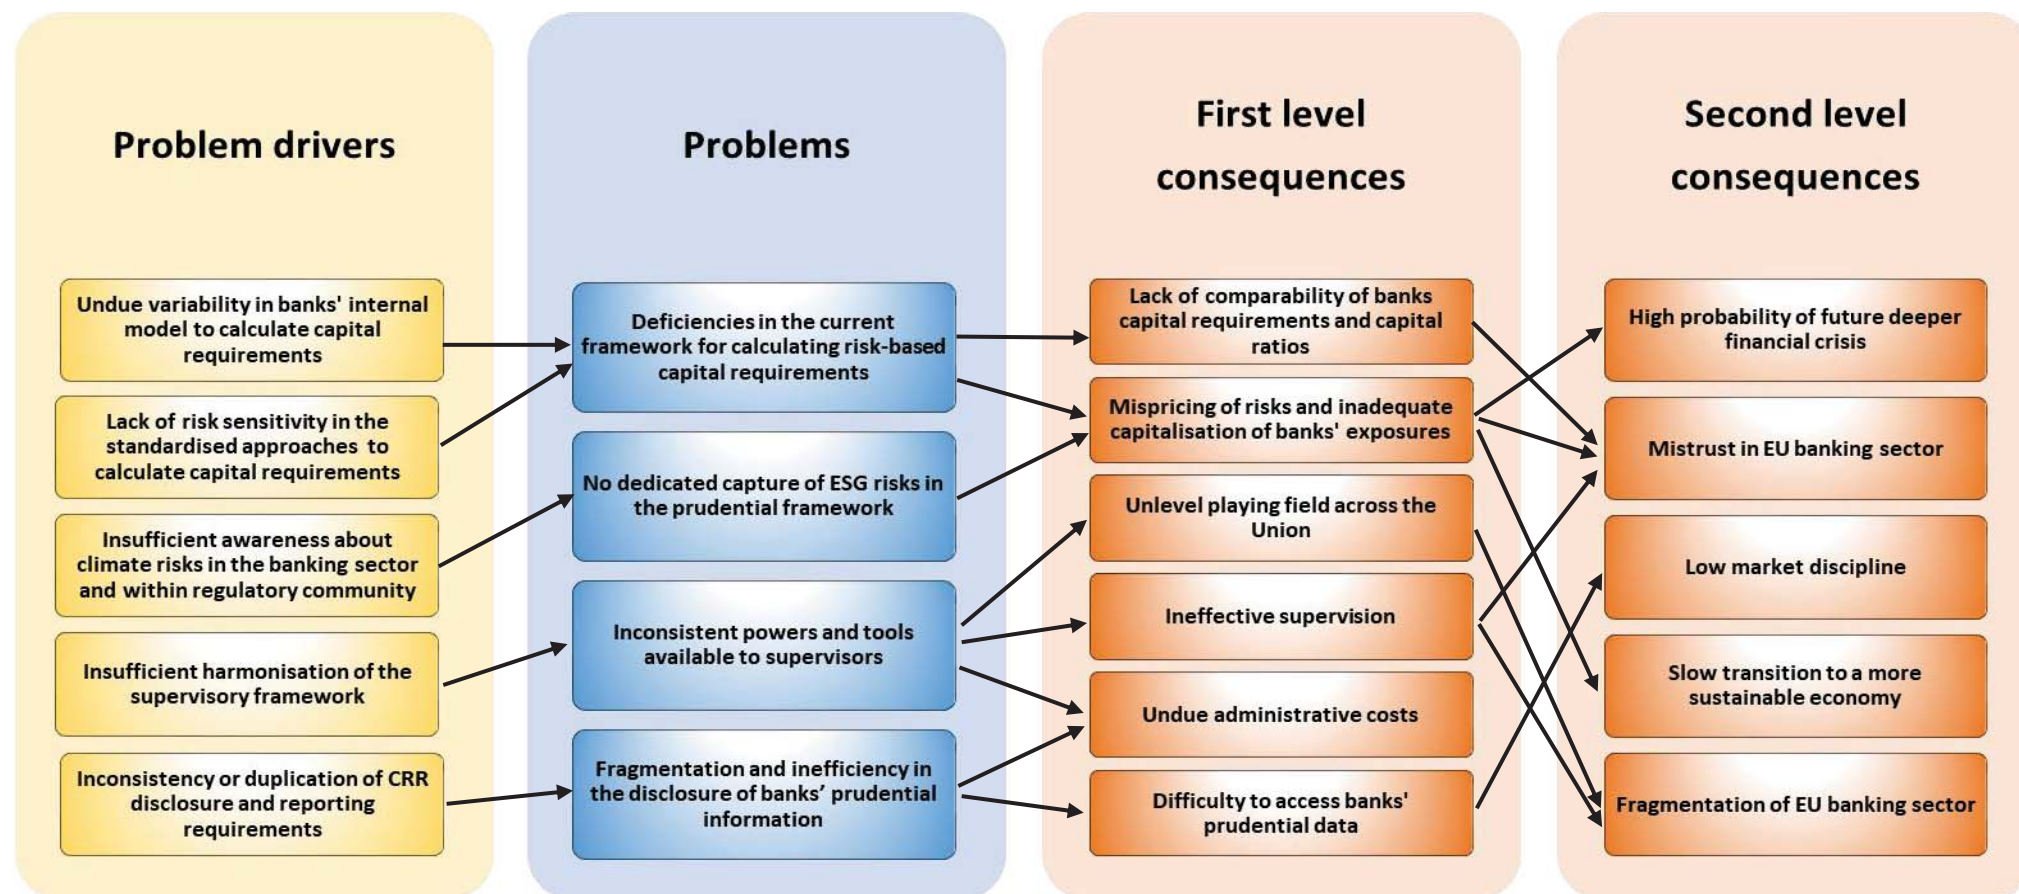 Problem drivers
Undue variability in banks' internal
model to calculate capital
requirements
Lack of risk sensitivity in the
standardised approaches to
calculate capital requirements
Insufficient awareness about
climate risks in the banking sector
and within regulatory community
Insufficient harmonisation of the
supervisory framework
Inconsistency or duplication of CRR
disclosure and reporting
requirements
Problems
Deficiencies in the current
framework for calculating risk-based
capital requirements
No dedicated capture of ESG risks in
the prudential framework
Inconsistent powers and tools
available to supervisors
Fragmentation and inefficiency in
the disclosure of banks’ prudential
information
First level
consequences
Lack of comparability of banks
capital requirements and capital
ratios
Mispricing of risks and inadequate
capitalisation of banks' exposures
Unlevel playing field across the
Union
Ineffective supervision
Undue administrative costs
Difficulty to access banks'
prudential data
Second level
consequences
High probability of future deeper
financial crisis
Mistrust in EU banking sector
Low market discipline
Slow transition to a more
sustainable economy
Fragmentation of EU banking sector